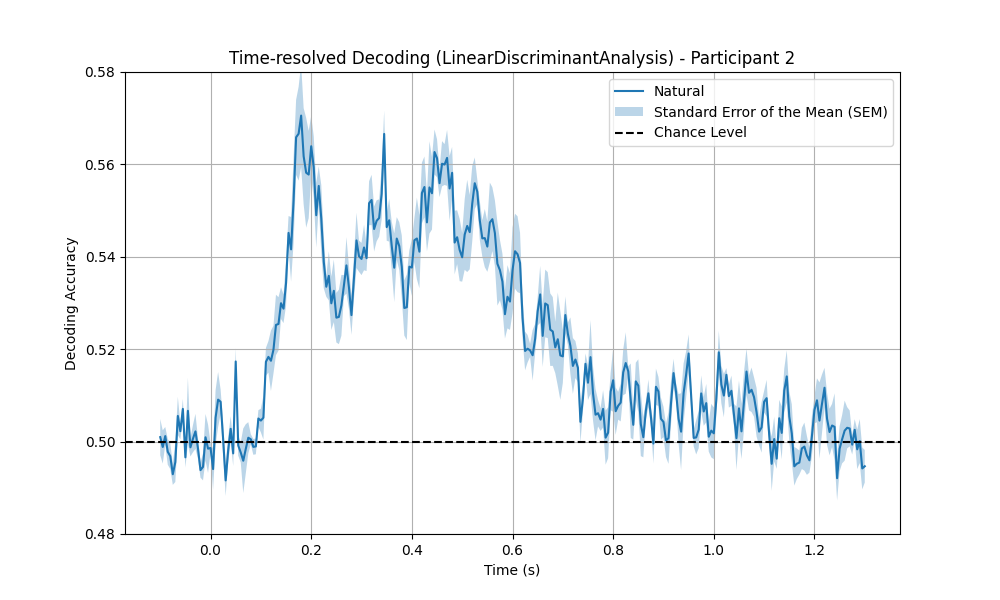 Time-resolved Decoding (LinearDiscriminantAnalysis) - Participant 2
Natural
Standard Error of the Mean (SEM)
Chance Level
Decoding Accuracy
0.58
0.56
0.54
0.52
0.50
0.48
0.0 0.2 0.4 0.6 0.8 1.0 1.2
Time (s)